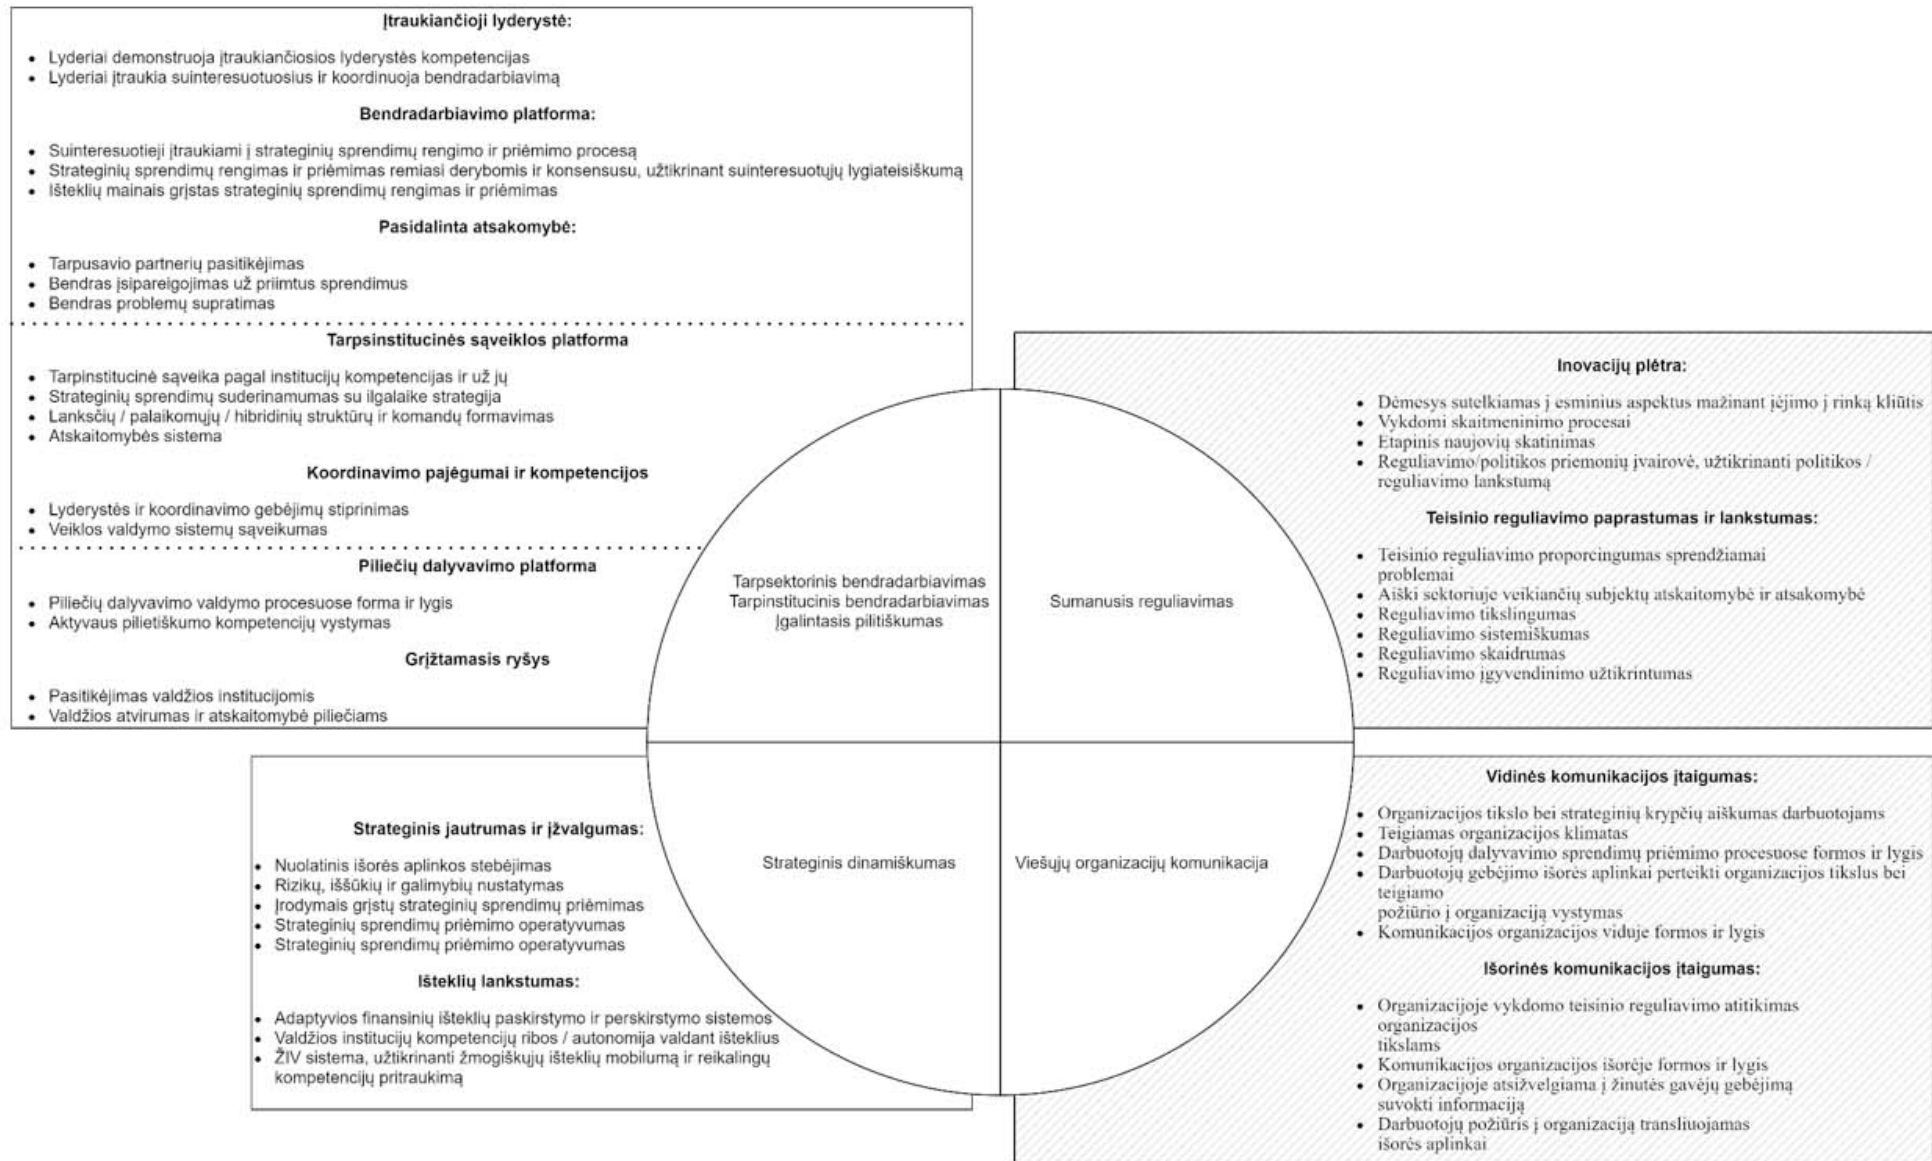 Įtraukiančioji lyderystė:
• Lyderiai demonstruoja įtraukiančiosios lyderystės kompetencijas
• Lyderiai įtraukia suinteresuotuosius ir koordinuoja bendradarbiavimą
Bendradarbiavimo platforma:
• Suinteresuotieji įtraukiami į strateginių sprendimų rengimo ir priėmimo procesą
• Strateginių sprendimų rengimas ir priėmimas remiasi derybomis ir konsensusu, užtikrinant suinteresuotųjų lygiateisiškumą
• Išteklių mainais grįstas strateginių sprendimų rengimas ir priėmimas
Pasidalinta atsakomybė:
• Tarpusavio partnerių pasitikėjimas
• Bendras įsipareigojimas už priimtus sprendimus
• Bendras problemų supratimas
Tarpsinstitucinės sąveiklos platforma
• Tarpinstitucinė sąveika pagal institucijų kompetencijas ir už jų
• Strateginių sprendimų suderinamumas su ilgalaike strategija
• Lanksčių / palaikomųjų / hibridinių struktūrų ir komandų formavimas
• Atskaitomybės sistema
Koordinavimo pajėgumai ir kompetencijos
• Lyderystės ir koordinavimo gebėjimų stiprinimas
• Veiklos valdymo sistemų sąveikumas
Piliečių dalyvavimo platforma
• Piliečių dalyvavimo valdymo procesuose forma ir lygis
• Aktyvaus pilietiškumo kompetencijų vystymas
Grįžtamasis ryšys
• Pasitikėjimas valdžios institucijomis
• Valdžios atvirumas ir atskaitomybė piliečiams
Tarpsektorinis bendradarbiavimas
Tarpinstitucinis bendradarbiavimas
Įgalintasis pilitiškumas
Sumanusis reguliavimas
Inovacijų plėtra:
• Dėmesys sutelkiamas į esminius aspektus mažinant įėjimo į rinką kliūtis
• Vykdomi skaitmeninimo procesai
• Etapinis naujovių skatinimas
• Reguliavimo/politikos priemonių įvairovė, užtikrinanti politikos /
reguliavimo lankstumą
Teisinio reguliavimo paprastumas ir lankstumas:
• Teisinio reguliavimo proporcingumas sprendžiamai
problemai
• Aiški sektoriuje veikiančių subjektų atskaitomybė ir atsakomybė
• Reguliavimo tikslingumas
• Reguliavimo sistemiškumas
• Reguliavimo skaidrumas
• Reguliavimo įgyvendinimo užtikrintumas
Strateginis jautrumas ir įžvalgumas:
• Nuolatinis išorės aplinkos stebėjimas
• Rizikų, iššūkių ir galimybių nustatymas
• Įrodymais grįstų strateginių sprendimų priėmimas
• Strateginių sprendimų priėmimo operatyvumas
• Strateginių sprendimų priėmimo operatyvumas
Išteklių lankstumas:
• Adaptyvios finansinių išteklių paskirstymo ir perskirstymo sistemos
• Valdžios institucijų kompetencijų ribos / autonomija valdant išteklius
• ŽIV sistema, užtikrinanti žmogiškųjų išteklių mobilumą ir reikalingų
kompetencijų pritraukimą
Strateginis dinamiškumas
Viešųjų organizacijų komunikacija
Vidinės komunikacijos įtaigumas:
• Organizacijos tikslo bei strateginių krypčių aiškumas darbuotojams
• Teigiamas organizacijos klimatas
• Darbuotojų dalyvavimo sprendimų priėmimo procesuose formos ir lygis
• Darbuotojų gebėjimo išorės aplinkai perteikti organizacijos tikslus bei
teigiamo
požiūrio į organizaciją vystymas
• Komunikacijos organizacijos viduje formos ir lygis
Išorinės komunikacijos įtaigumas:
• Organizacijoje vykdomo teisinio reguliavimo atitikimas
organizacijos
tikslams
• Komunikacijos organizacijos išorėje formos ir lygis
• Organizacijoje atsižvelgiama į žinutės gavėjų gebėjimą
suvokti informaciją
• Darbuotojų požiūris į organizaciją transliuojamas
išorės aplinkai